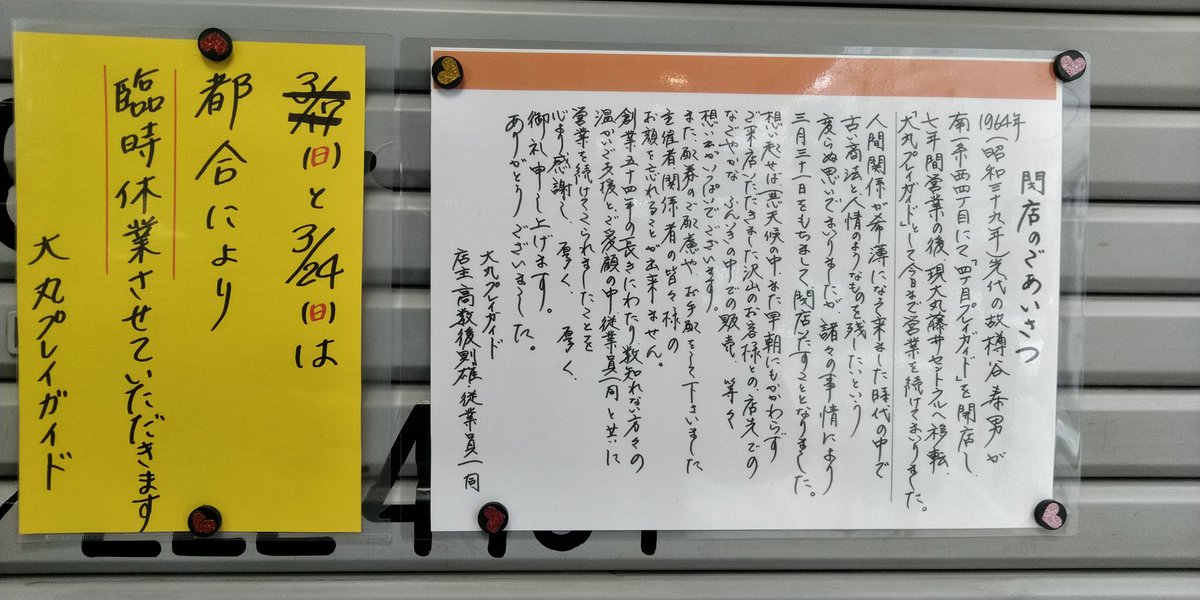 閉店のごあいさつ
1964年(昭和三十九年)先代の故樽谷泰男が
南一条西四丁目にて「四丁目プレイガイド」を開店し、
七年間営業の後、現大丸藤井セントラルへ移転、
「大丸プレイガイド」として今日まで営業を続けてまいりました。
人間関係が希薄になって来ました時代の中で
古い商法と人情のようなものを残したいという
変らぬ思いでまいりましたが 諸々の事情により
三月三十一日をもちまして閉店いたすこととなりました。
想い起せば悪天候の中、また早朝にもかかわらず
ご来店いただきました沢山のお客様との店先での
なごやかな ふんいきの中での販売、等々
想い出がいっぱいでございます。
また配券のご配慮や お手配をして下さいました
主催者関係者の皆々様の
お顔を忘れることが出来ません。
創業五十四年の長きにわたり数知れない方々の
温かいご支援と、ご愛顧の中、従業員一同と共に
営業を続けてこられましたことを
心より感謝し、厚く、厚く、
御礼申し上げます。
ありがとうございました。
大丸プレイガイド
店主 則雄 従業員一同
(日)と3/24(日)は
都合により
臨時休業させていただきます
大丸プレイガイド